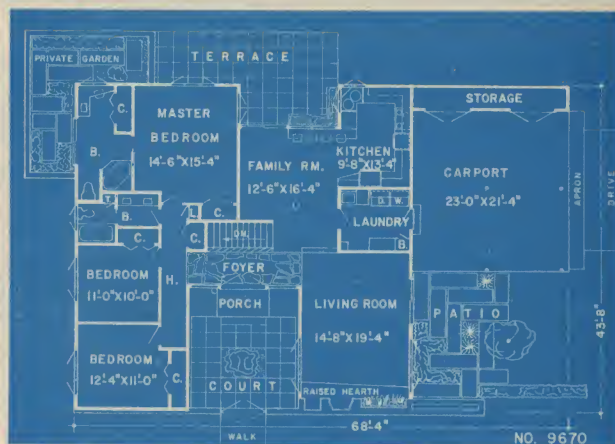 TERRACE
PRIVATE GARDEN
C.
MASTER
BEDROOM
14'-6"X15'-4"
B.
STORAGE
KITCHEN
9'-8"X13'-4"
FAMILY RM.
12'-6"X16'-4"
CARPORT
23'-0"X21'-4"
APRON
DRIVE
T.
B.
L.
C.
D. W.
LAUNDRY
B.
C.
C.
DN.
BEDROOM
11'-0"X10'-0"
H.
FOYER
PORCH
LIVING ROOM
14'-8"X19'-4"
PATIO
43'-8"
BEDROOM
12'-4"X11'-0"
C.
COURT
RAISED HEARTH
68'-4"
WALK
NO. 9670